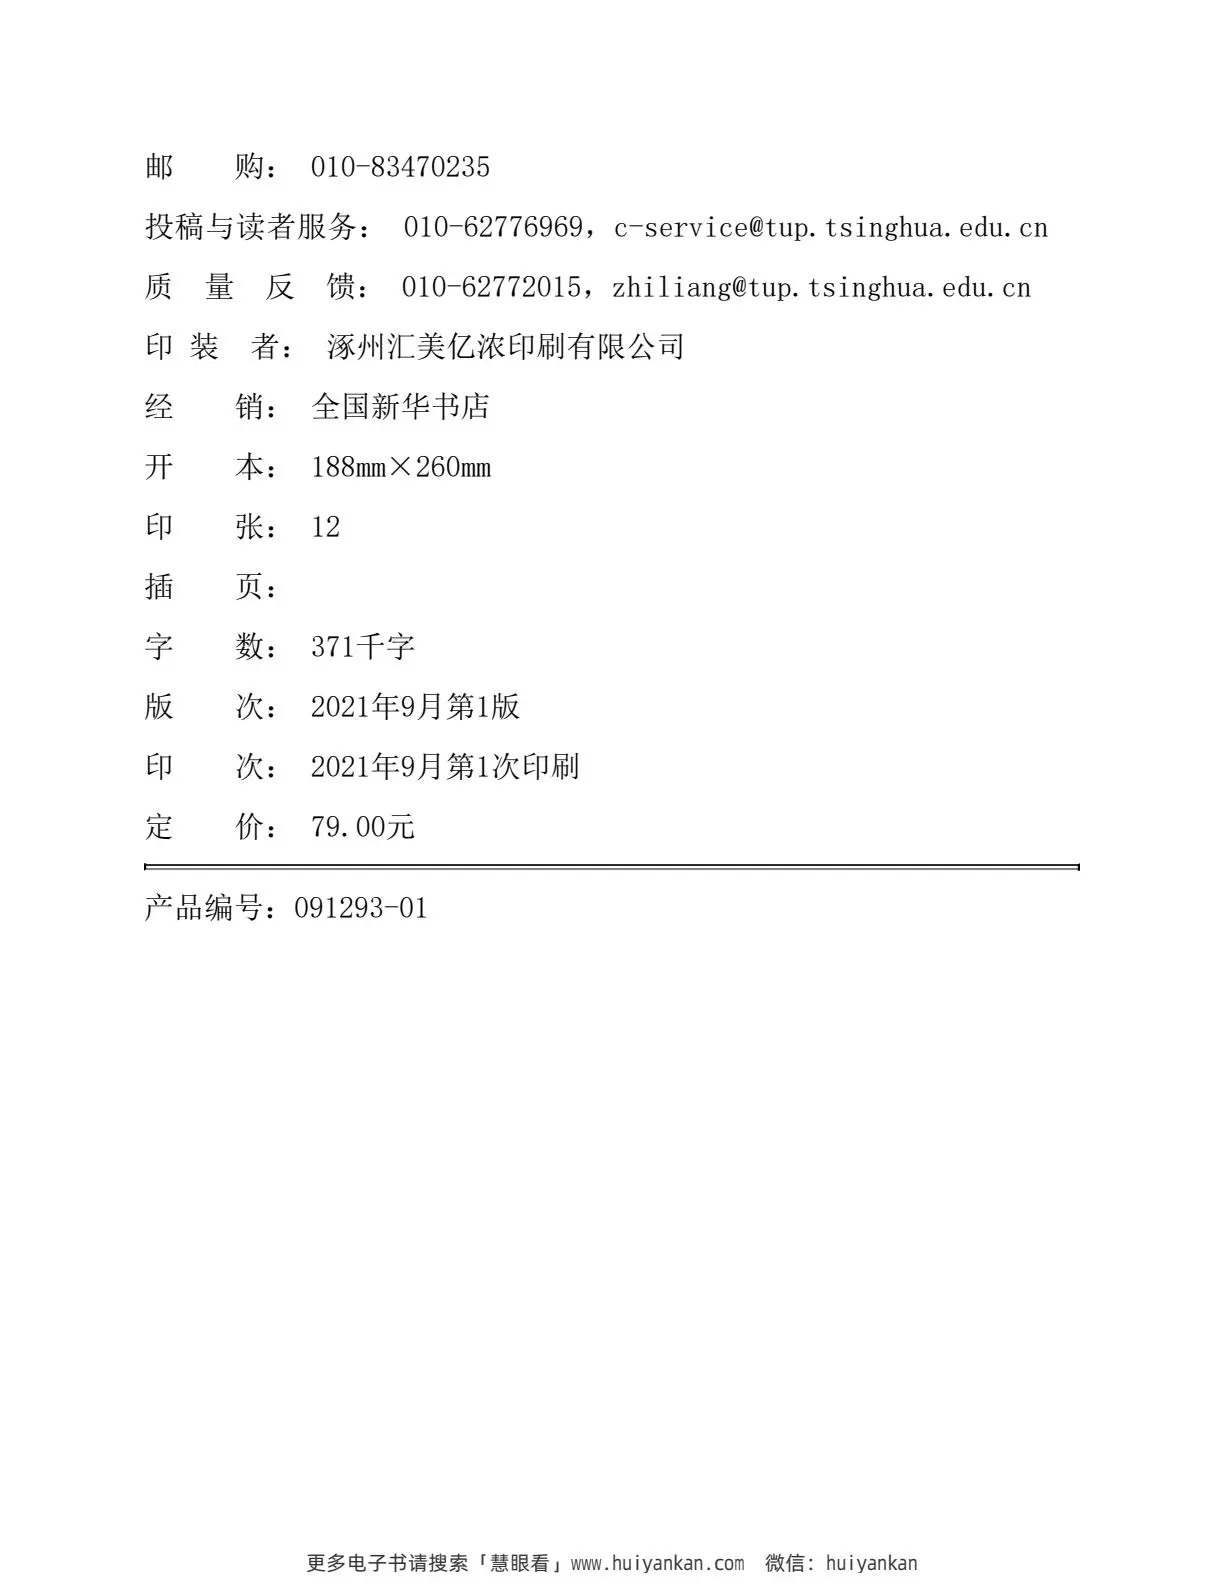 邮　　购： 010-83470235
投稿与读者服务： 010-62776969，c-service@tup.tsinghua.edu.cn
质　量　反　馈： 010-62772015，zhiliang@tup.tsinghua.edu.cn
印 装　者： 涿州汇美亿浓印刷有限公司
经　　销： 全国新华书店
开　　本： 188mm×260mm
印　　张： 12
插　　页：
字　　数： 371千字
版　　次： 2021年9月第1版
印　　次： 2021年9月第1次印刷
定　　价： 79.00元
产品编号：091293-01
更多电子书请搜索「慧眼看」www.huiyankan.com　微信：huiyankan